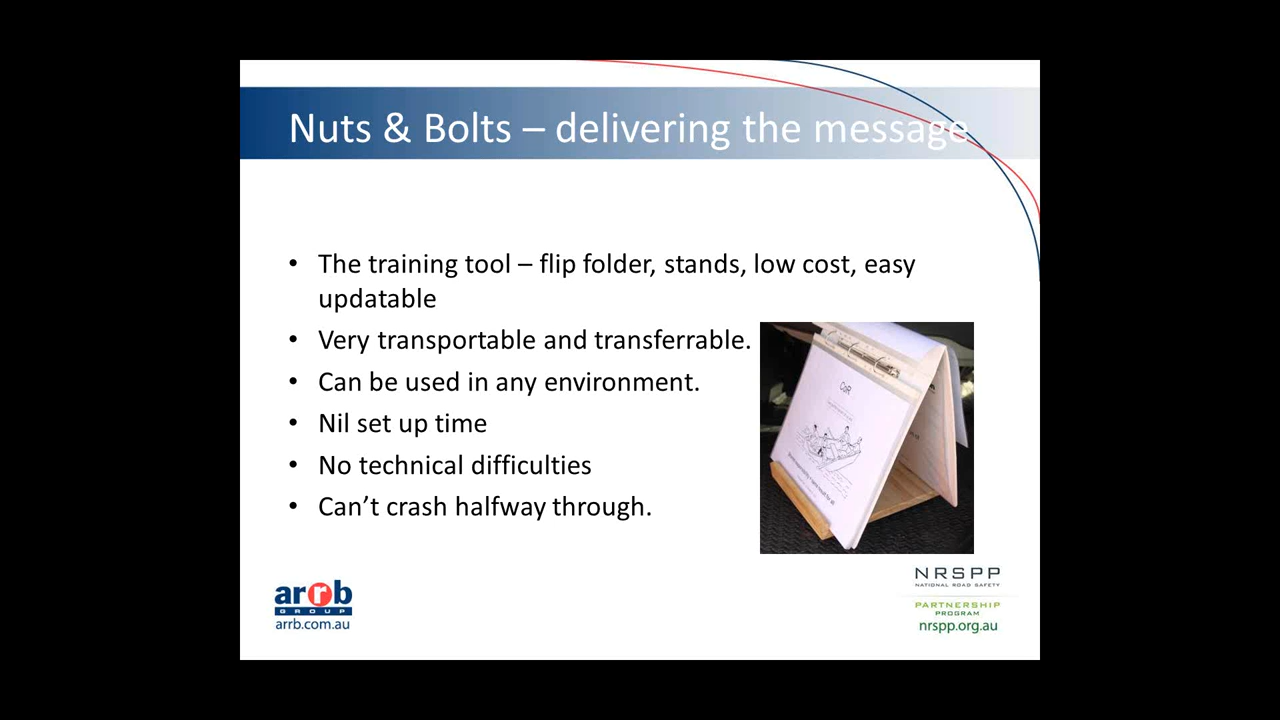 Nuts & Bolts – delivering the message
• The training tool – flip folder, stands, low cost, easy
updatable
• Very transportable and transferrable.
• Can be used in any environment.
• Nil set up time
• No technical difficulties
• Can’t crash halfway through.
CoR
arrb
GROUP
arrb.com.au
NRSPP
NATIONAL ROAD SAFETY
PARTNERSHIP
PROGRAM
nrspp.org.au